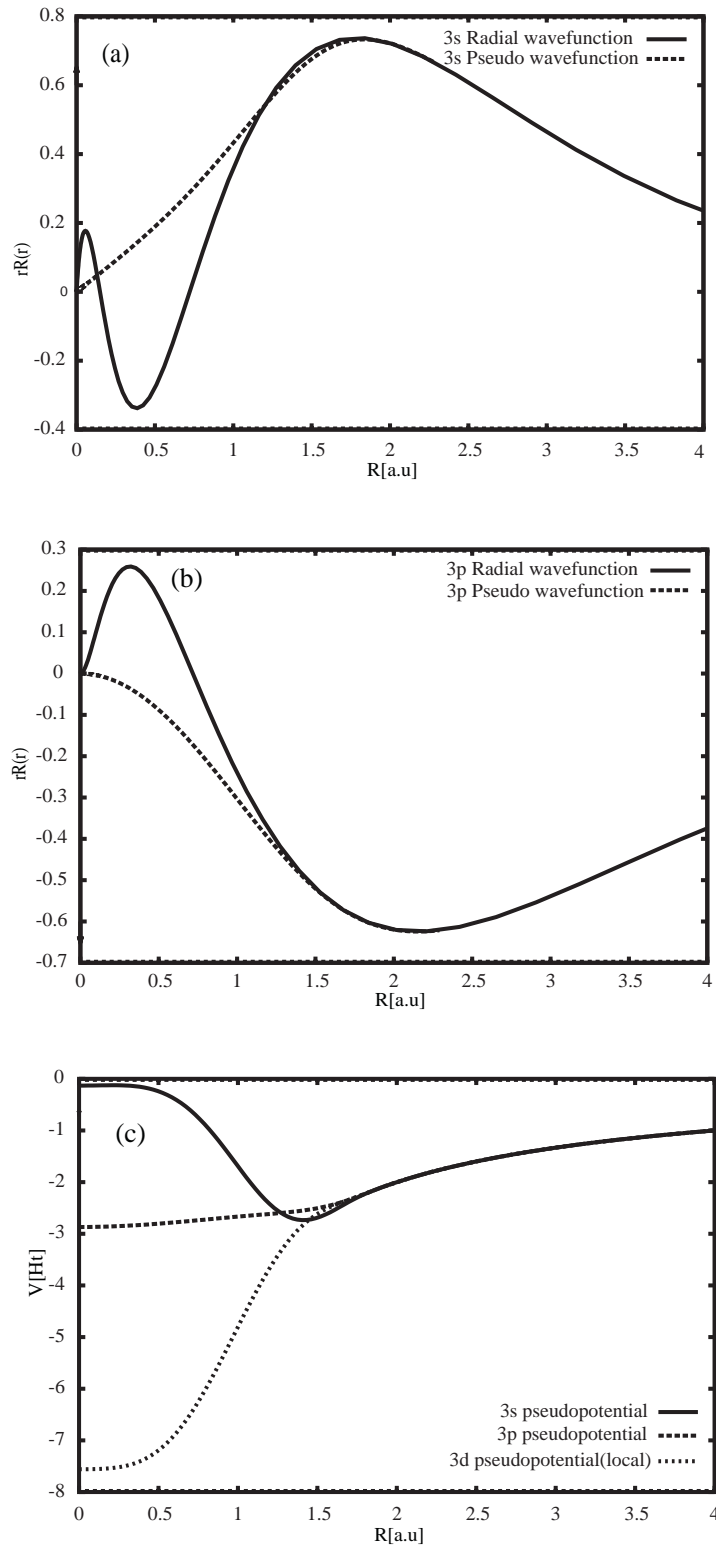 0.8
(a)
3s Radial wavefunction
3s Pseudo wavefunction
0.6
0.4
0.2
rR(r)
0
-0.2
-0.4
0 0.5 1 1.5 2 2.5 3 3.5 4
R[a.u]
0.3
(b)
3p Radial wavefunction
3p Pseudo wavefunction
0.2
0.1
0
-0.1
-0.2
rR(r)
-0.3
-0.4
-0.5
-0.6
-0.7
0 0.5 1 1.5 2 2.5 3 3.5 4
R[a.u]
0
-1
(c)
-2
-3
V[Ht]
-4
-5
-6
3s pseudopotential
-7
3p pseudopotential
3d pseudopotential(local)
-8
0 0.5 1 1.5 2 2.5 3 3.5 4
R[a.u]